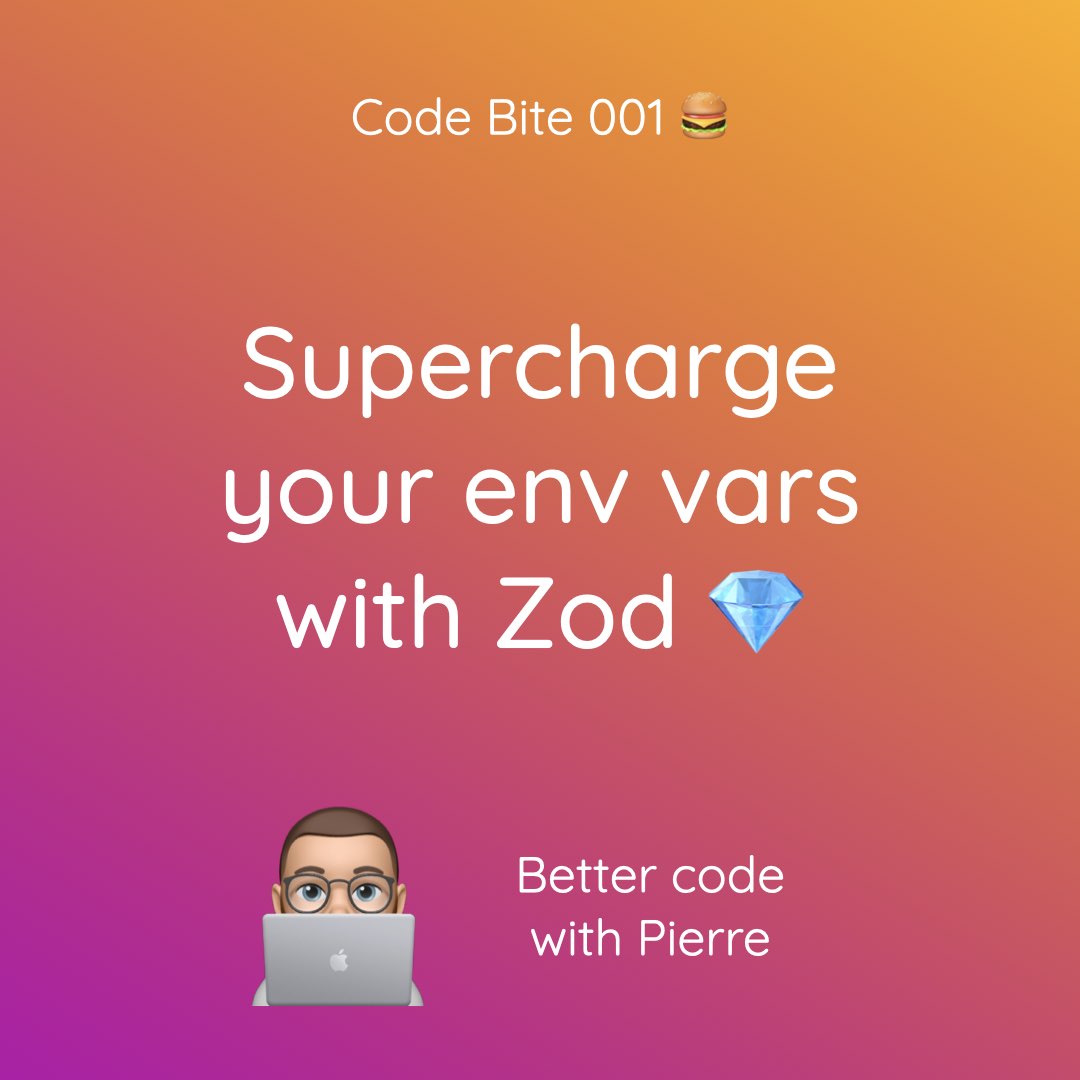 Code Bite 001 🍔
Supercharge
your env vars
with Zod 💎
Better code
with Pierre